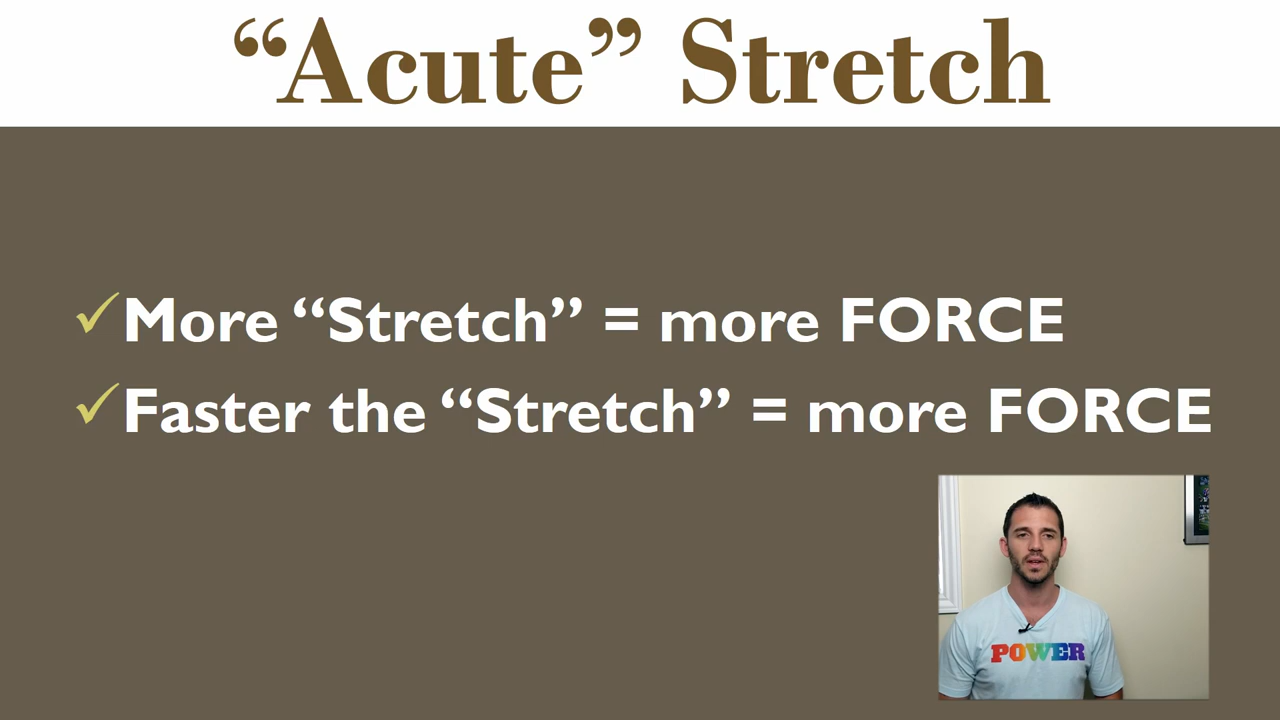 “Acute” Stretch
✓More “Stretch” = more FORCE
✓Faster the “Stretch” = more FORCE
POWER